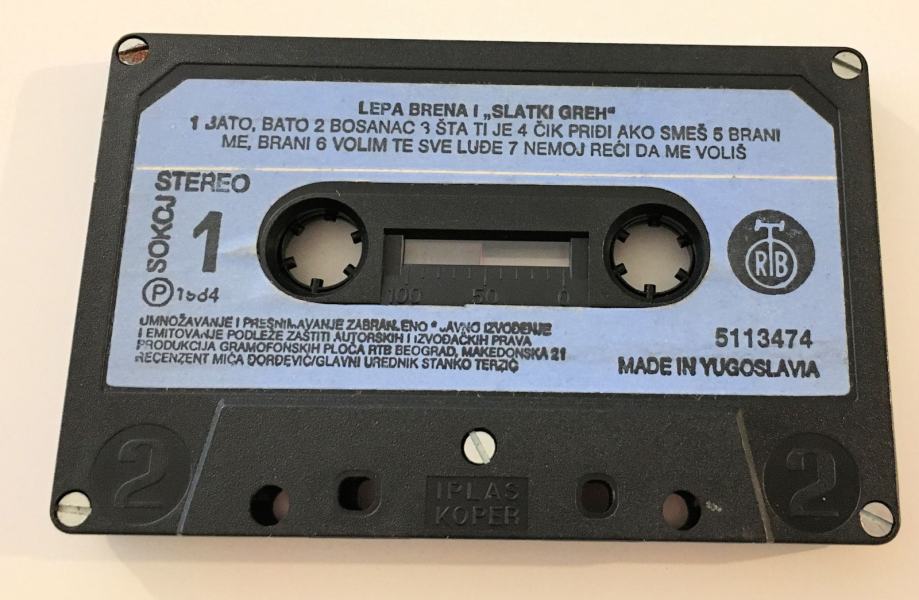 LEPA BRENA I „SLATKI GREH“
1 JATO, BATO 2 BOSANAC 3 ŠTA TI JE 4 ČIK PRIĐI AKO SMEŠ 5 BRANI
ME, BRANI 6 VOLIM TE SVE LUĐE 7 NEMOJ REĆI DA ME VOLIŠ
STEREO
SOKOJ
1
Ⓟ 1984
RTB
100 50 0
UMNOŽAVANJE I PRESNIMAVANJE ZABRANJENO * JAVNO IZVOĐENJE
I EMITOVANJE PODLEŽE ZAŠTITI AUTORSKIH I IZVOĐAČKIH PRAVA
PRODUKCIJA GRAMOFONSKIH PLOČA RTB BEOGRAD, MAKEDONSKA 21
RECENZENT MIĆA ĐORĐEVIĆ/GLAVNI UREDNIK STANKO TERZIĆ
5113474
MADE IN YUGOSLAVIA
2
2
IPLAS
KOPER